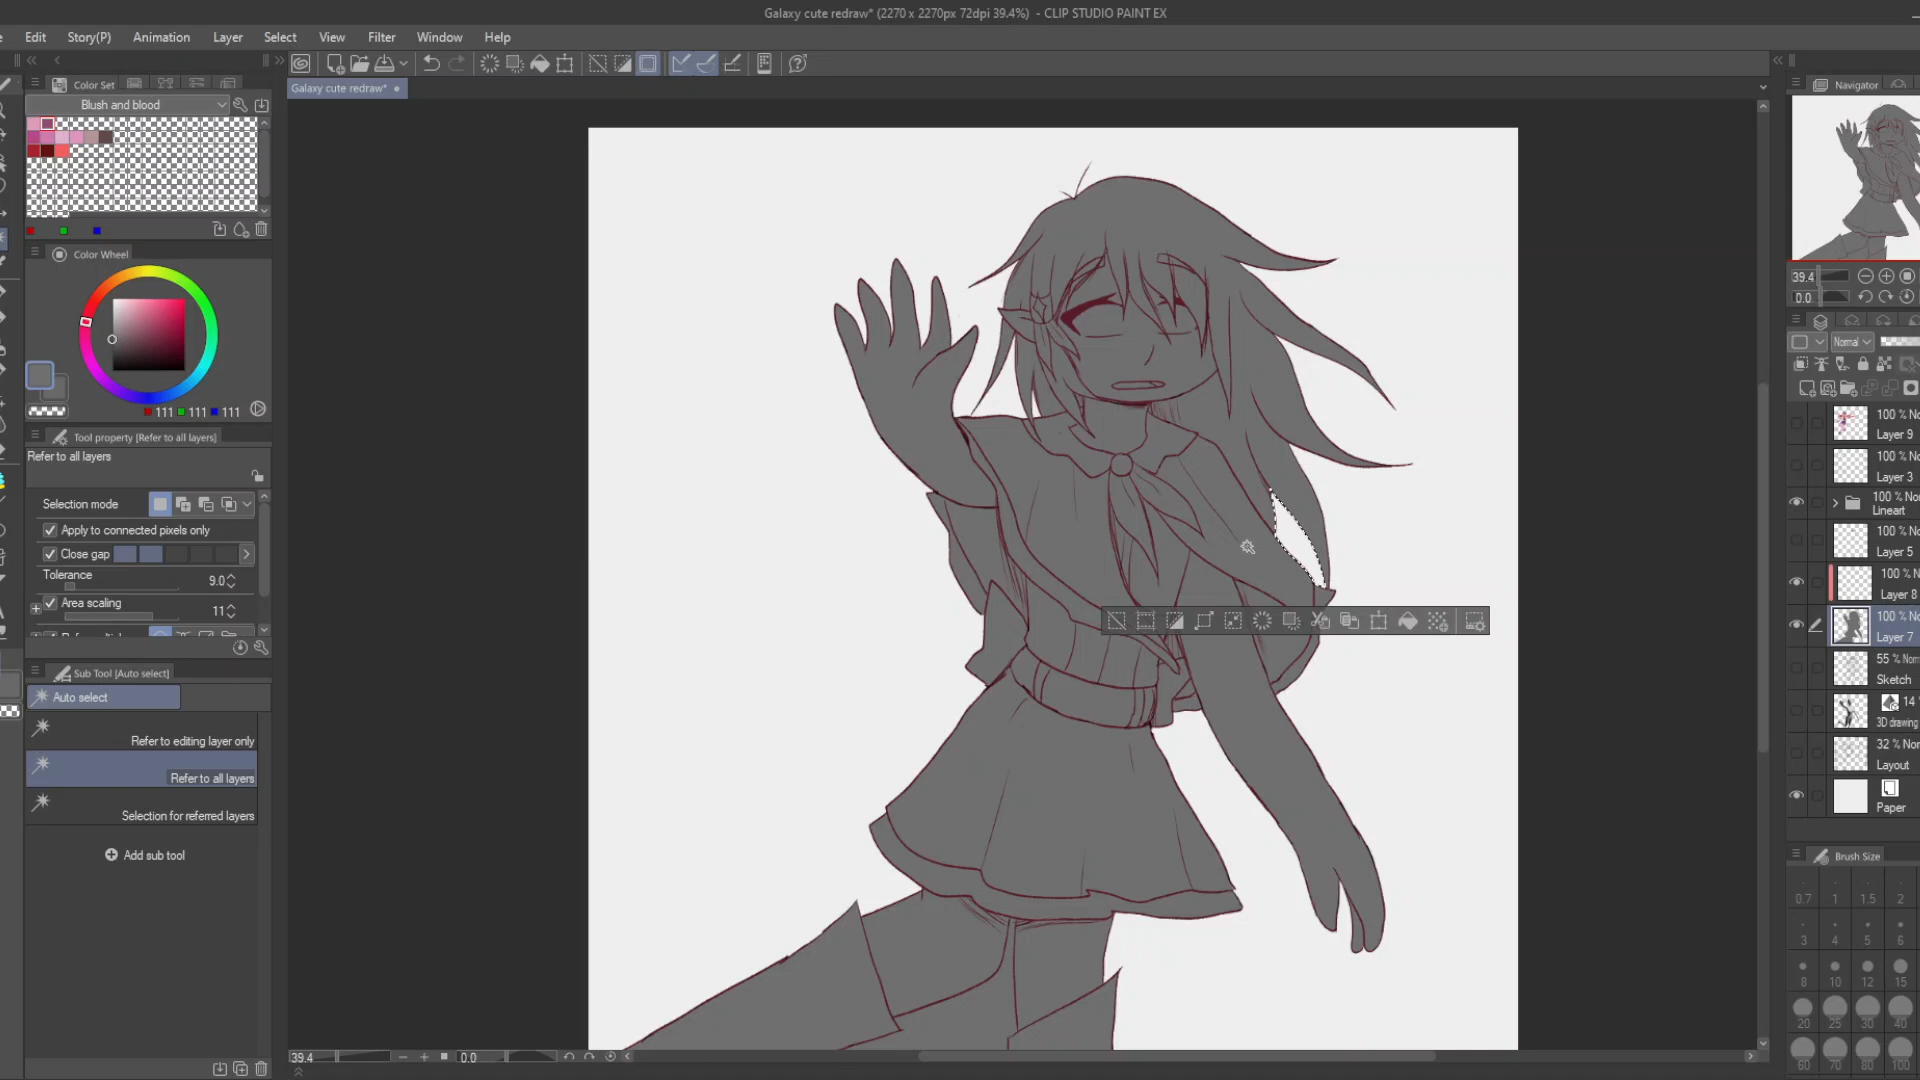 Galaxy cute redraw* (2270 x 2270px 72dpi 39.4%) - CLIP STUDIO PAINT EX
Edit Story(P) Animation Layer Select View Filter Window Help
Galaxy cute redraw*
Color Set
Blush and blood
Color Wheel
111 111 111
Tool property [Refer to all layers]
Refer to all layers
Selection mode
Apply to connected pixels only
Close gap
Tolerance
9.0
Area scaling
11
Sub Tool [Auto select]
Auto select
Refer to editing layer only
Refer to all layers
Selection for referred layers
Add sub tool
39.4
0.0
Navigator
39.4
0.0
Normal
100 % No
Layer 9
100 % No
Layer 3
100 % No
Lineart
100 % No
Layer 5
100 % N
Layer 8
100 % No
Layer 7
55 % Norn
Sketch
14
3D drawing
32 % Nor
Layout
Paper
Brush Size
0.7 1 1.5 2
3 4 5 6
8 10 12 15
20 25 30 40
60 70 80 100